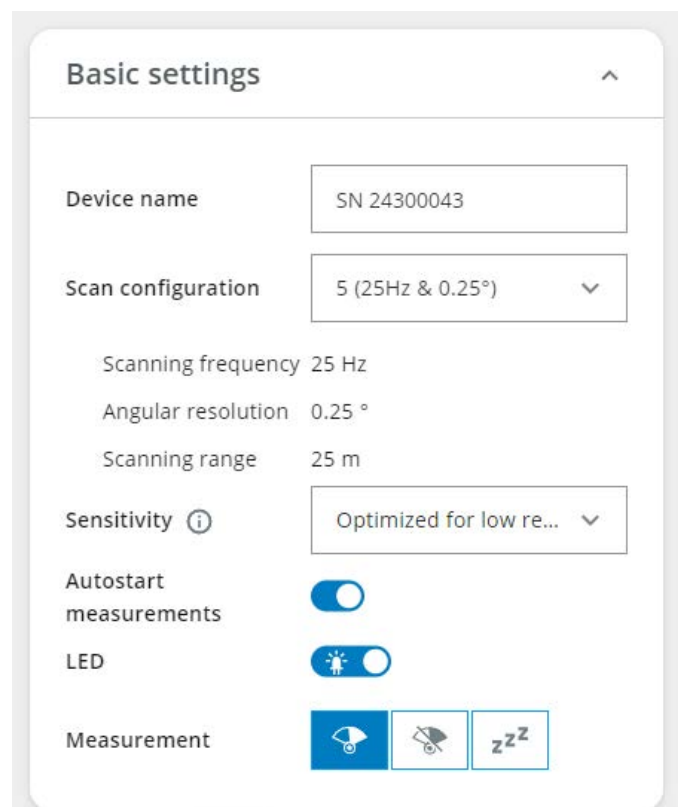 Basic settings
Device name SN 24300043
Scan configuration 5 (25Hz & 0.25°)
Scanning frequency 25 Hz
Angular resolution 0.25 °
Scanning range 25 m
Sensitivity Optimized for low re...
Autostart
measurements
LED
Measurement zzz